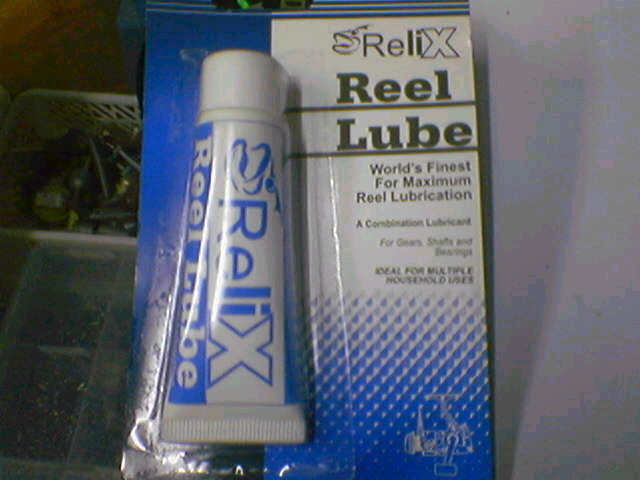 ReliX
Reel
Lube
World's Finest
For Maximum
Reel Lubrication
A Combination Lubricant
For Gears, Shafts and
Bearings
IDEAL FOR MULTIPLE
HOUSEHOLD USES
ReliX
Reel Lube